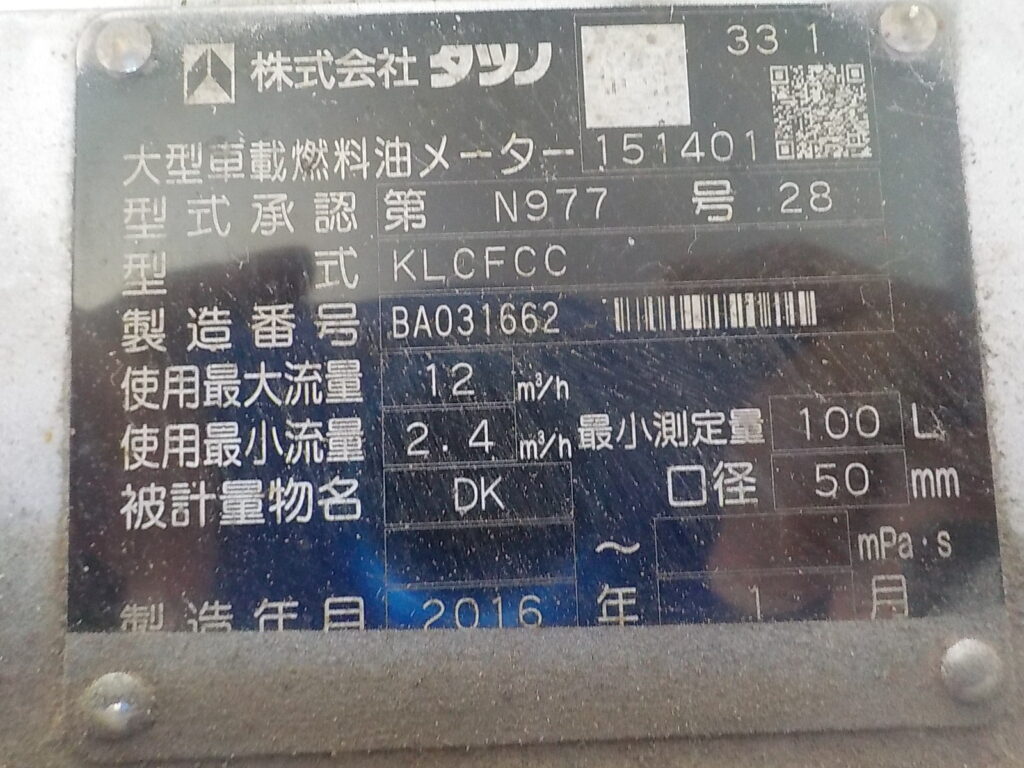 株式会社 タツノ 33 1
大型車載燃料油メーター 151401
型式承認 第 N977 号 28
型式 KLCFCC
製造番号 BA031662
使用最大流量 12 m³/h
使用最小流量 2.4 m³/h 最小測定量 100 L
被計量物名 DK 口径 50 mm
～ mPa・s
製造年月 2016 年 1 月